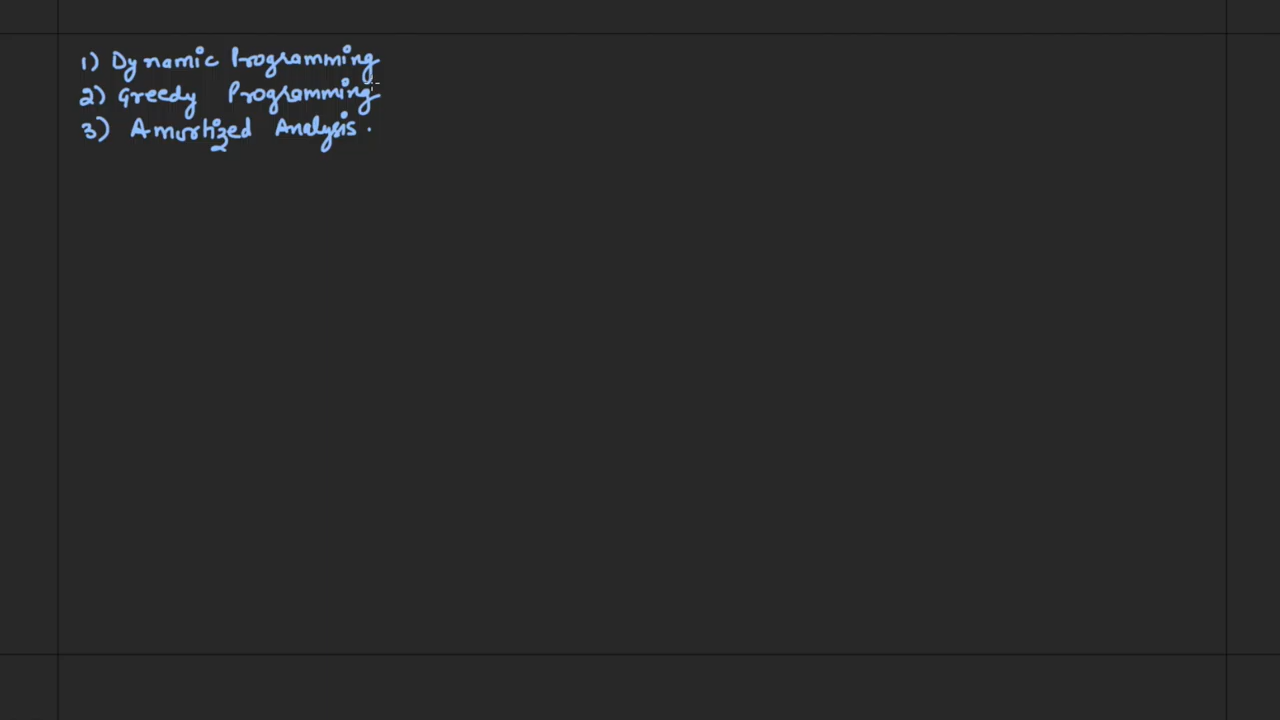 1) Dynamic Programming
2) Greedy Programming
3) Amortized Analysis.